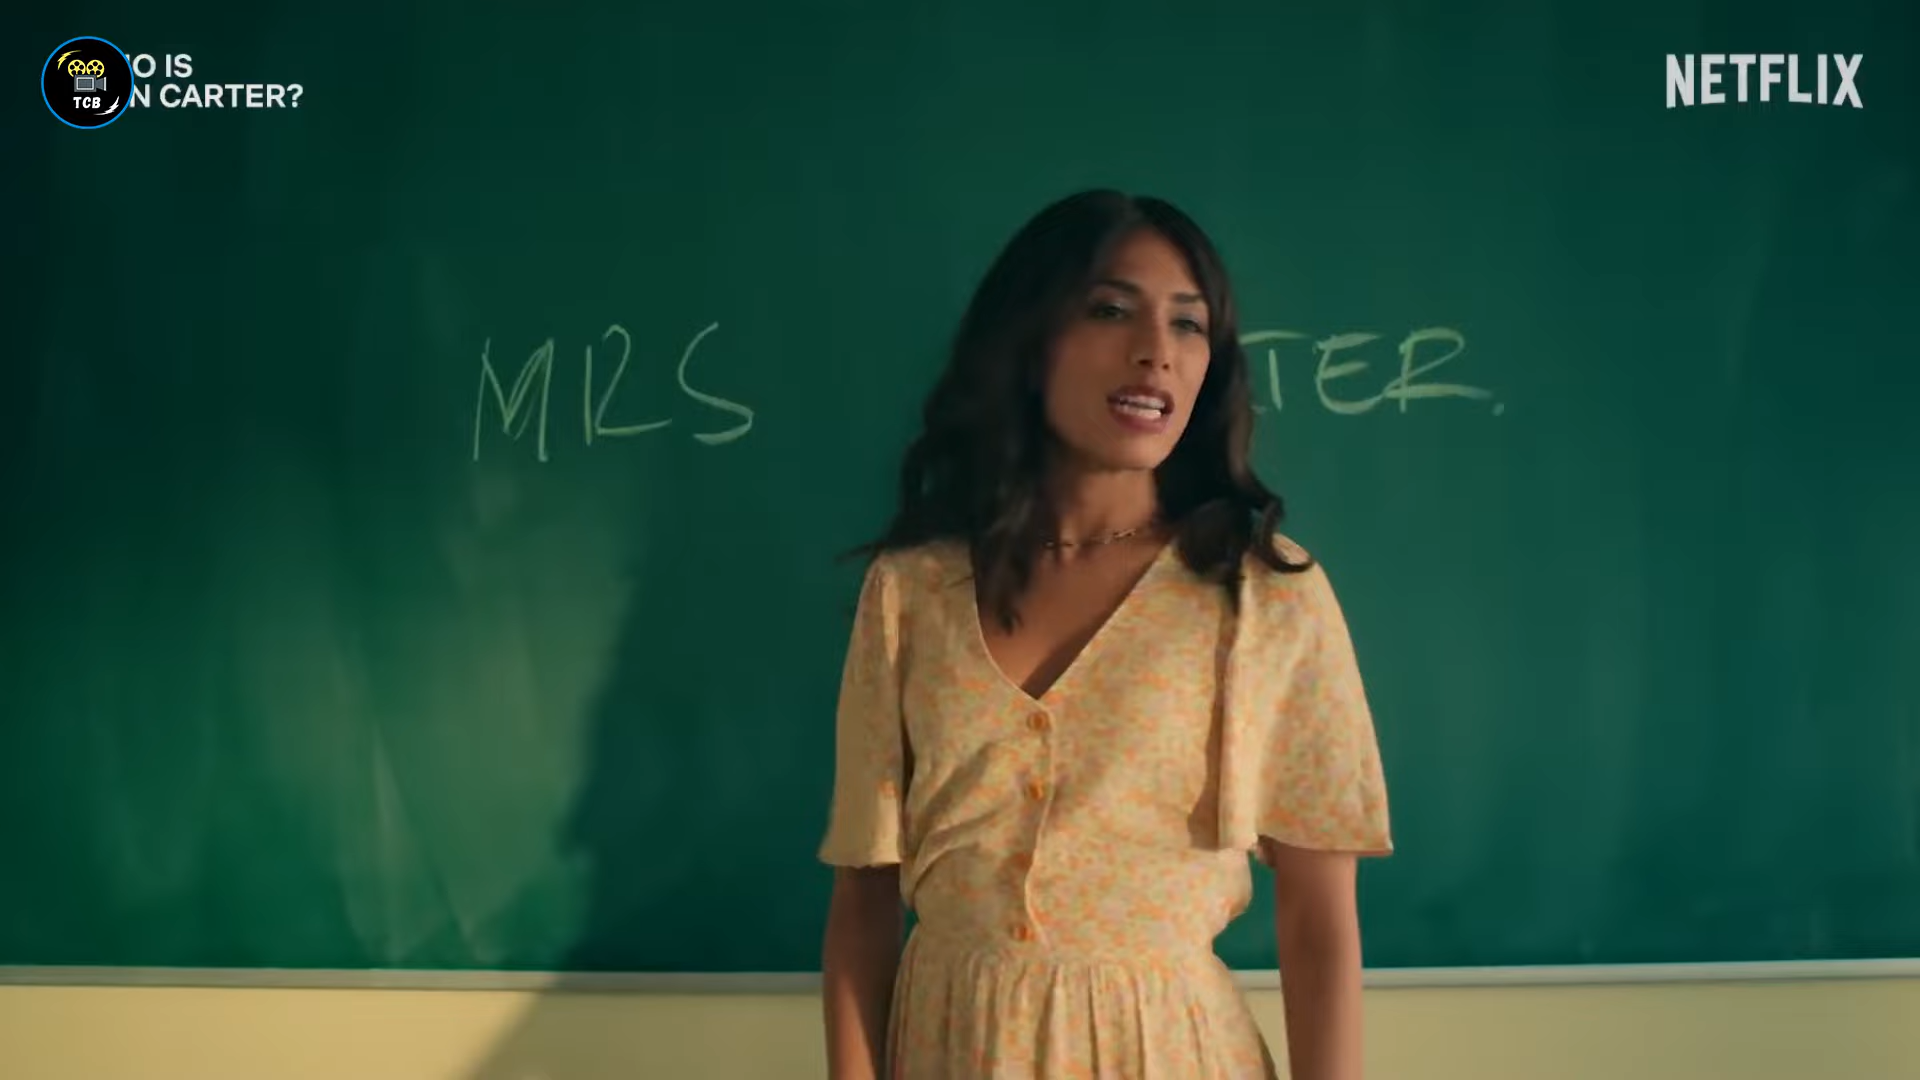 O IS
N CARTER?
TCB
NETFLIX
MRS TER.